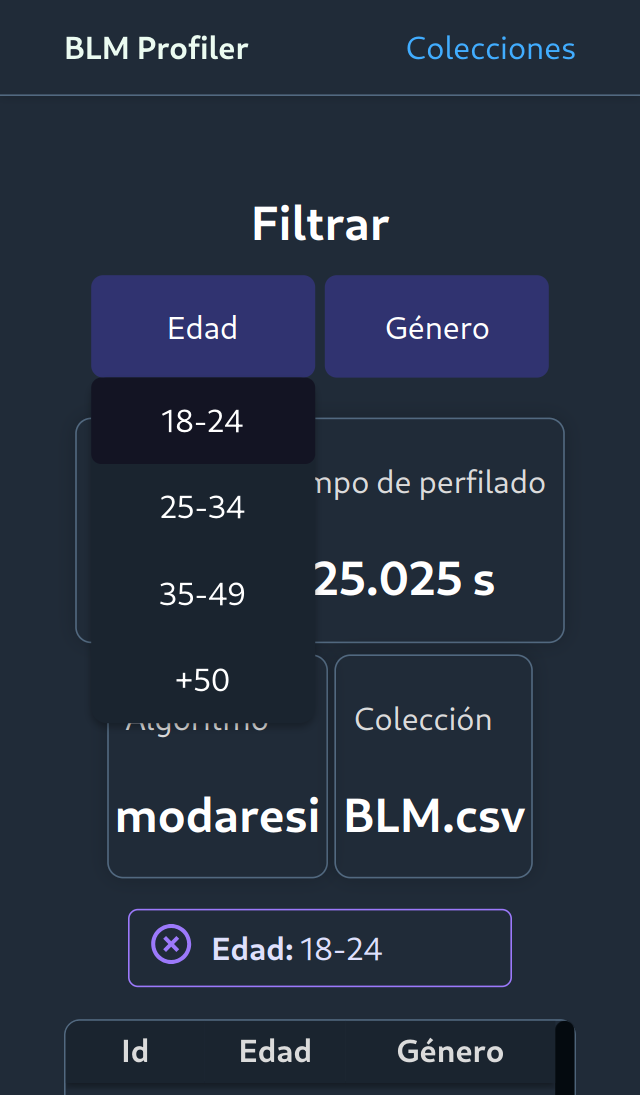 BLM Profiler
Colecciones
Filtrar
Edad
Género
18-24
25-34
35-49
+50
mpo de perfilado
25.025 s
Algoritmo
modaresi
Colección
BLM.csv
Edad: 18-24
Id
Edad
Género